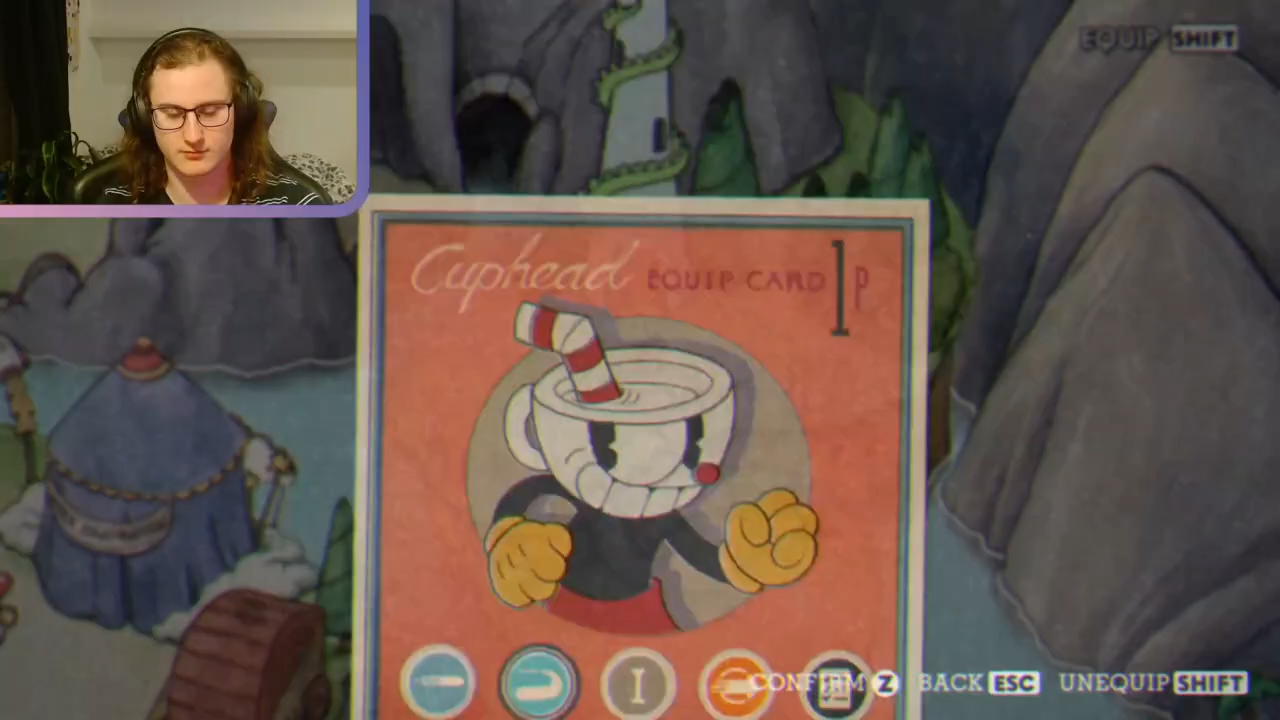 EQUIP SHIFT
Cuphead EQUIP CARD 1P
I
CONFIRM Z BACK ESC UNEQUIP SHIFT